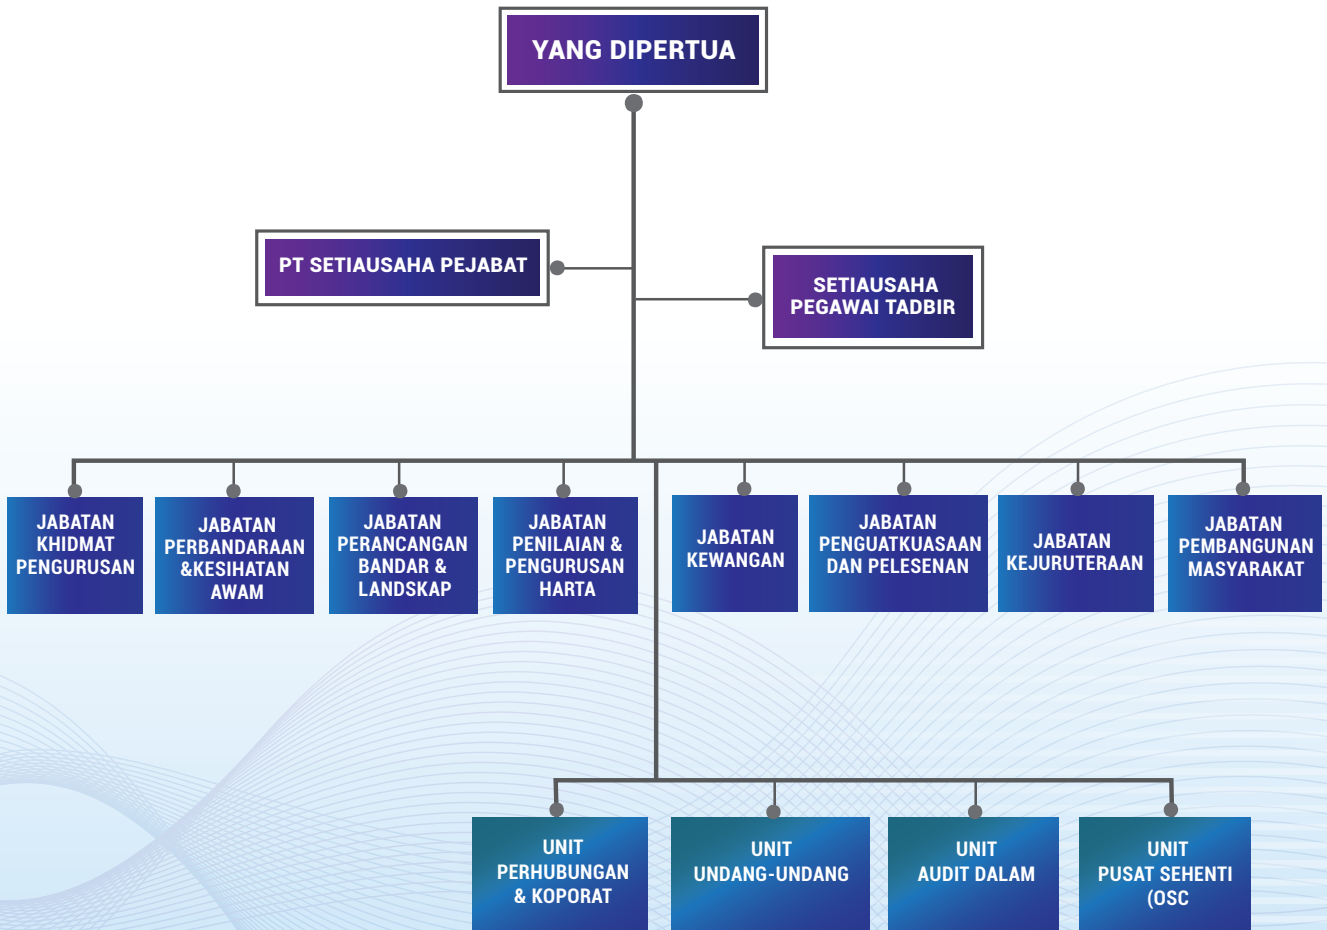 YANG DIPERTUA
PT SETIAUSAHA PEJABAT
SETIAUSAHA
PEGAWAI TADBIR
JABATAN
KHIDMAT
PENGURUSAN
JABATAN
PERBANDARAAN
&KESIHATAN
AWAM
JABATAN
PERANCANGAN
BANDAR &
LANDSKAP
JABATAN
PENILAIAN &
PENGURUSAN
HARTA
JABATAN
KEWANGAN
JABATAN
PENGUATKUASAAN
DAN PELESENAN
JABATAN
KEJURUTERAAN
JABATAN
PEMBANGUNAN
MASYARAKAT
UNIT
PERHUBUNGAN
& KOPORAT
UNIT
UNDANG-UNDANG
UNIT
AUDIT DALAM
UNIT
PUSAT SEHENTI
(OSC